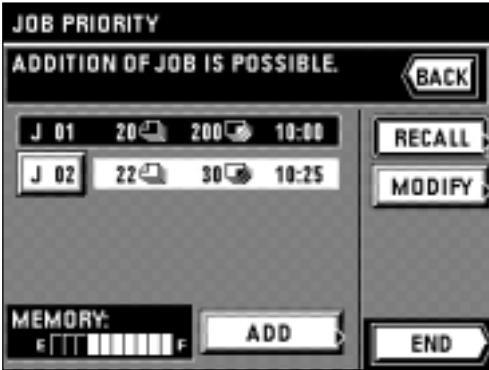 JOB PRIORITY
ADDITION OF JOB IS POSSIBLE.
BACK
J 01 20 200 10:00
RECALL
J 02 22 30 10:25
MODIFY
MEMORY:
E F
ADD
END